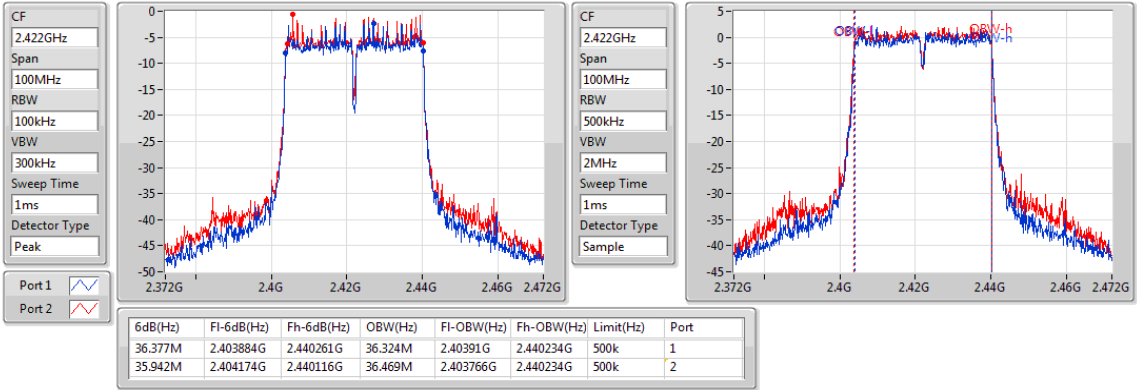 CF
2.422GHz
Span
100MHz
RBW
100kHz
VBW
300kHz
Sweep Time
1ms
Detector Type
Peak
Port 1
Port 2
0
-5
-10
-15
-20
-25
-30
-35
-40
-45
-50
2.372G 2.4G 2.42G 2.44G 2.46G 2.472G
CF
2.422GHz
Span
100MHz
RBW
500kHz
VBW
2MHz
Sweep Time
1ms
Detector Type
Sample
5
0
-5
-10
-15
-20
-25
-30
-35
-40
-45
OBW-h
2.372G 2.4G 2.42G 2.44G 2.46G 2.472G
6dB(Hz) Fl-6dB(Hz) Fh-6dB(Hz) OBW(Hz) Fl-OBW(Hz) Fh-OBW(Hz) Limit(Hz) Port
36.377M 2.403884G 2.440261G 36.324M 2.40391G 2.440234G 500k 1
35.942M 2.404174G 2.440116G 36.469M 2.403766G 2.440234G 500k 2